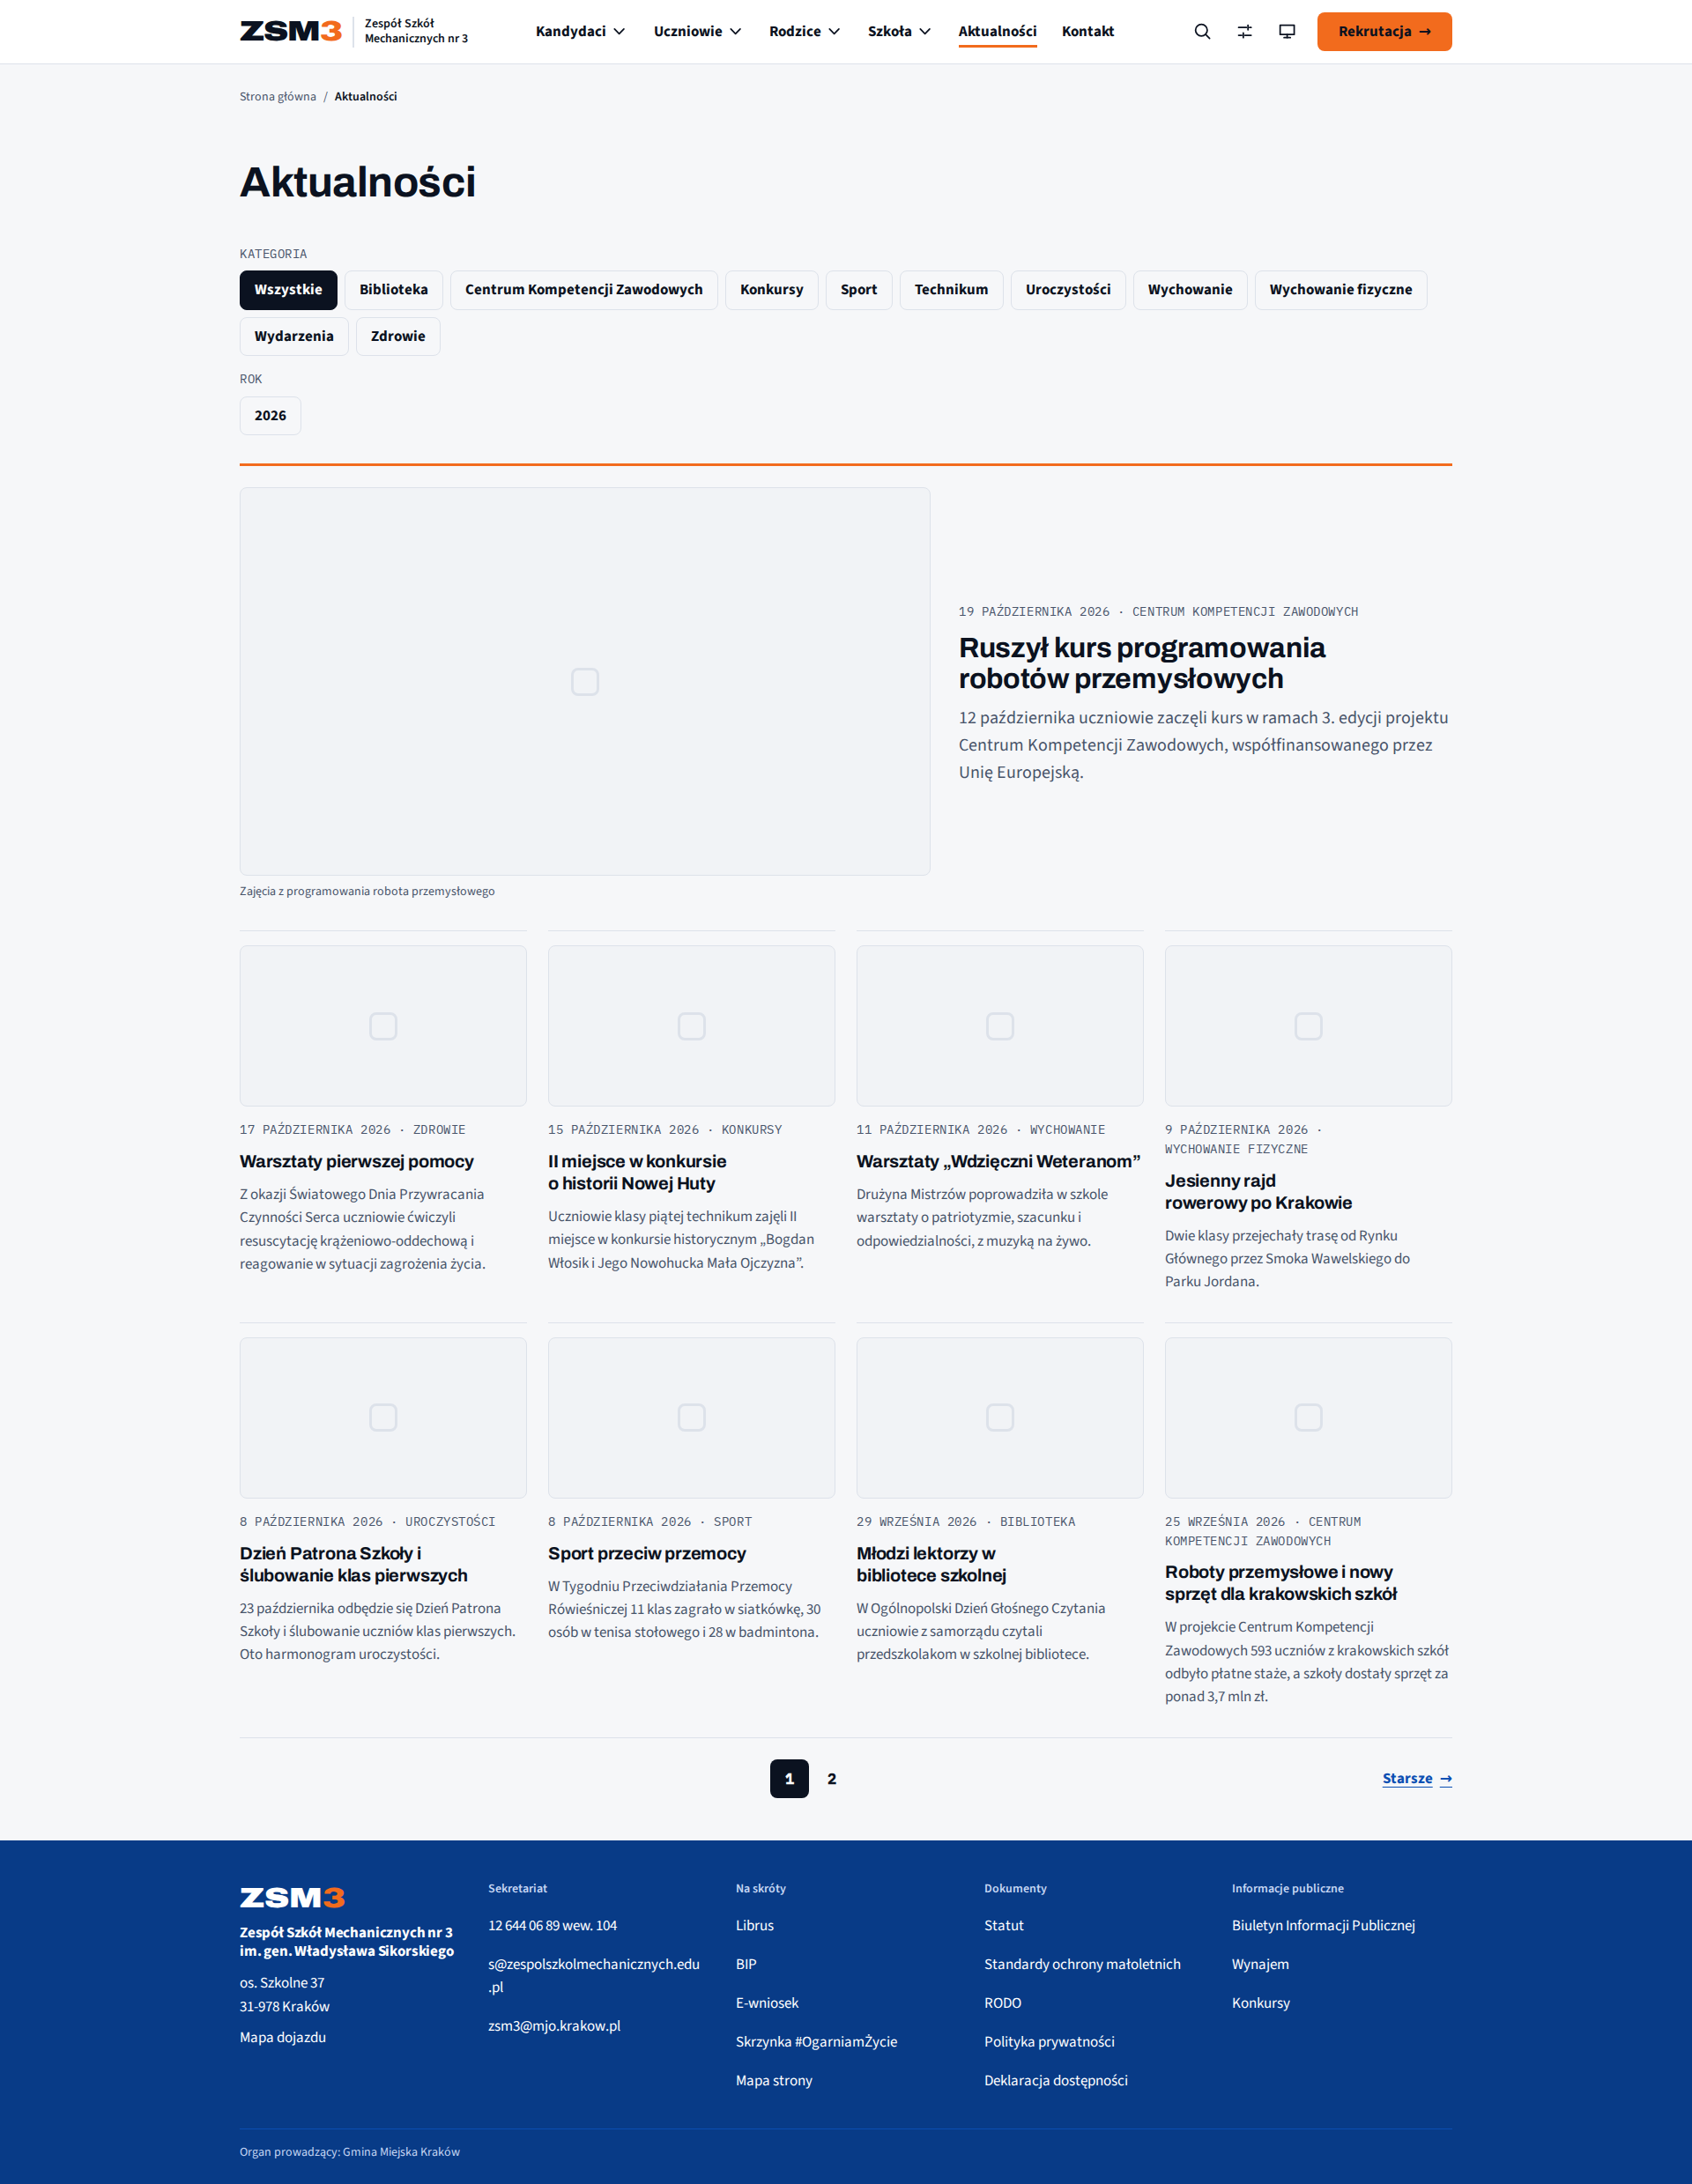 ZSM3
Zespół Szkół
Mechanicznych nr 3
Kandydaci
Uczniowie
Rodzice
Szkoła
Aktualności
Kontakt
Rekrutacja →
Strona główna / Aktualności
Aktualności
KATEGORIA
Wszystkie
Biblioteka
Centrum Kompetencji Zawodowych
Konkursy
Sport
Technikum
Uroczystości
Wychowanie
Wychowanie fizyczne
Wydarzenia
Zdrowie
ROK
2026
19 PAŹDZIERNIKA 2026 · CENTRUM KOMPETENCJI ZAWODOWYCH
Ruszył kurs programowania
robotów przemysłowych
12 października uczniowie zaczęli kurs w ramach 3. edycji projektu
Centrum Kompetencji Zawodowych, współfinansowanego przez
Unię Europejską.
Zajęcia z programowania robota przemysłowego
17 PAŹDZIERNIKA 2026 · ZDROWIE
Warsztaty pierwszej pomocy
Z okazji Światowego Dnia Przywracania
Czynności Serca uczniowie ćwiczyli
resuscytację krążeniowo-oddechową i
reagowanie w sytuacji zagrożenia życia.
15 PAŹDZIERNIKA 2026 · KONKURSY
II miejsce w konkursie
o historii Nowej Huty
Uczniowie klasy piątej technikum zajęli II
miejsce w konkursie historycznym „Bogdan
Włosik i Jego Nowohucka Mała Ojczyzna”.
11 PAŹDZIERNIKA 2026 · WYCHOWANIE
Warsztaty „Wdzięczni Weteranom”
Drużyna Mistrzów poprowadziła w szkole
warsztaty o patriotyzmie, szacunku i
odpowiedzialności, z muzyką na żywo.
9 PAŹDZIERNIKA 2026 ·
WYCHOWANIE FIZYCZNE
Jesienny rajd
rowerowy po Krakowie
Dwie klasy przejechały trasę od Rynku
Głównego przez Smoka Wawelskiego do
Parku Jordana.
8 PAŹDZIERNIKA 2026 · UROCZYSTOŚCI
Dzień Patrona Szkoły i
ślubowanie klas pierwszych
23 października odbędzie się Dzień Patrona
Szkoły i ślubowanie uczniów klas pierwszych.
Oto harmonogram uroczystości.
8 PAŹDZIERNIKA 2026 · SPORT
Sport przeciw przemocy
W Tygodniu Przeciwdziałania Przemocy
Rówieśniczej 11 klas zagrało w siatkówkę, 30
osób w tenisa stołowego i 28 w badmintona.
29 WRZEŚNIA 2026 · BIBLIOTEKA
Młodzi lektorzy w
bibliotece szkolnej
W Ogólnopolski Dzień Głośnego Czytania
uczniowie z samorządu czytali
przedszkolakom w szkolnej bibliotece.
25 WRZEŚNIA 2026 · CENTRUM
KOMPETENCJI ZAWODOWYCH
Roboty przemysłowe i nowy
sprzęt dla krakowskich szkół
W projekcie Centrum Kompetencji
Zawodowych 593 uczniów z krakowskich szkół
odbyło płatne staże, a szkoły dostały sprzęt za
ponad 3,7 mln zł.
1
2
Starsze →
ZSM3
Zespół Szkół Mechanicznych nr 3
im. gen. Władysława Sikorskiego
os. Szkolne 37
31-978 Kraków
Mapa dojazdu
Sekretariat
12 644 06 89 wew. 104
s@zespolszkolmechanicznych.edu
.pl
zsm3@mjo.krakow.pl
Na skróty
Librus
BIP
E-wniosek
Skrzynka #OgarniamŻycie
Mapa strony
Dokumenty
Statut
Standardy ochrony małoletnich
RODO
Polityka prywatności
Deklaracja dostępności
Informacje publiczne
Biuletyn Informacji Publicznej
Wynajem
Konkursy
Organ prowadzący: Gmina Miejska Kraków